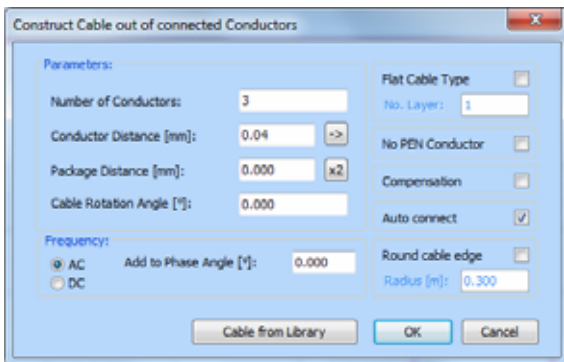 Construct Cable out of connected Conductors
Parameters:
Number of Conductors: 3
Conductor Distance [mm]: 0.04 ->
Package Distance [mm]: 0.000 x2
Cable Rotation Angle [°]: 0.000
Frequency:
AC Add to Phase Angle [°]: 0.000
DC
Flat Cable Type
No. Layer: 1
No PEN Conductor
Compensation
Auto connect
Round cable edge
Radius [m]: 0.300
Cable from Library OK Cancel